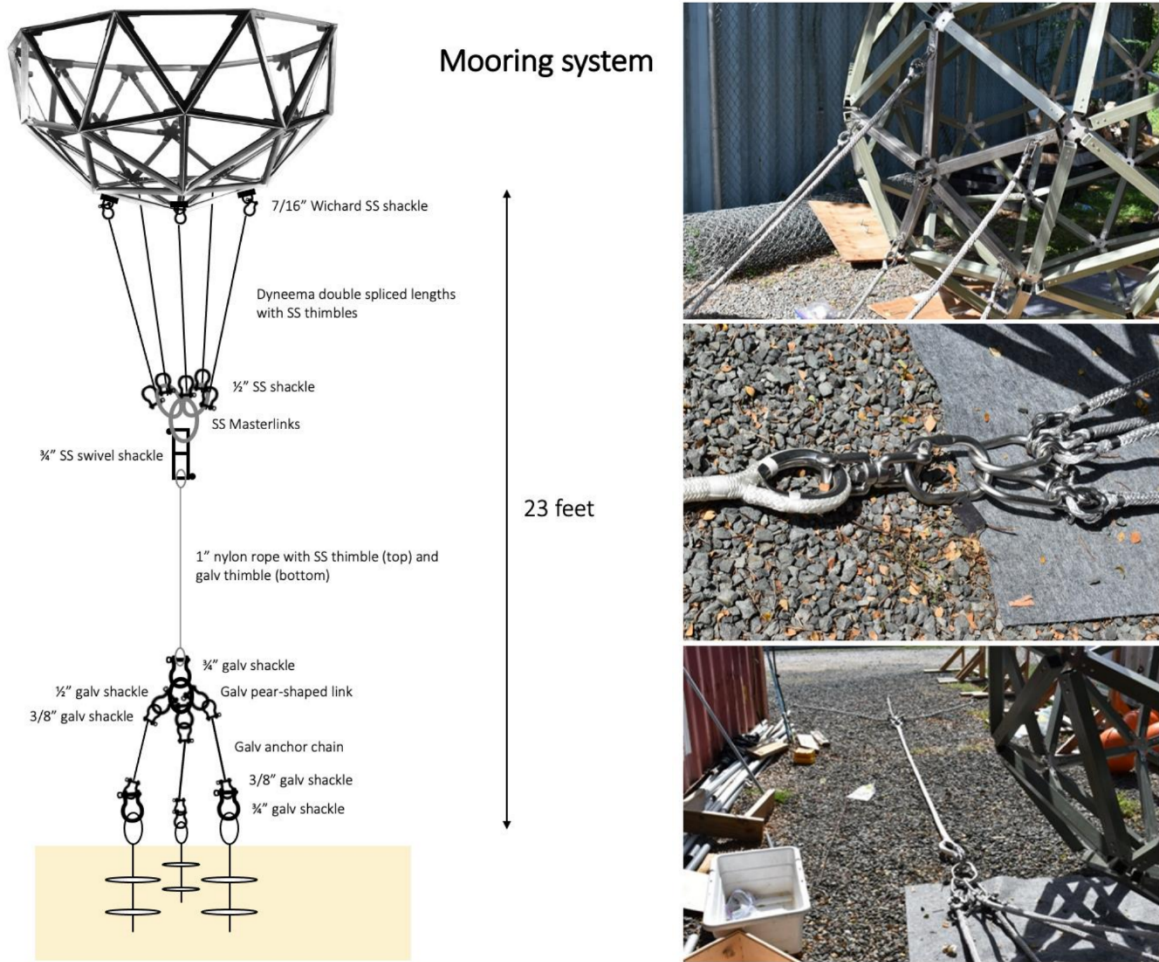 Mooring system
7/16” Wichard SS shackle
Dyneema double spliced lengths
with SS thimbles
½” SS shackle
SS Masterlinks
¾” SS swivel shackle
23 feet
1” nylon rope with SS thimble (top) and
galv thimble (bottom)
¾” galv shackle
½” galv shackle
Galv pear-shaped link
3/8” galv shackle
Galv anchor chain
3/8” galv shackle
¾” galv shackle